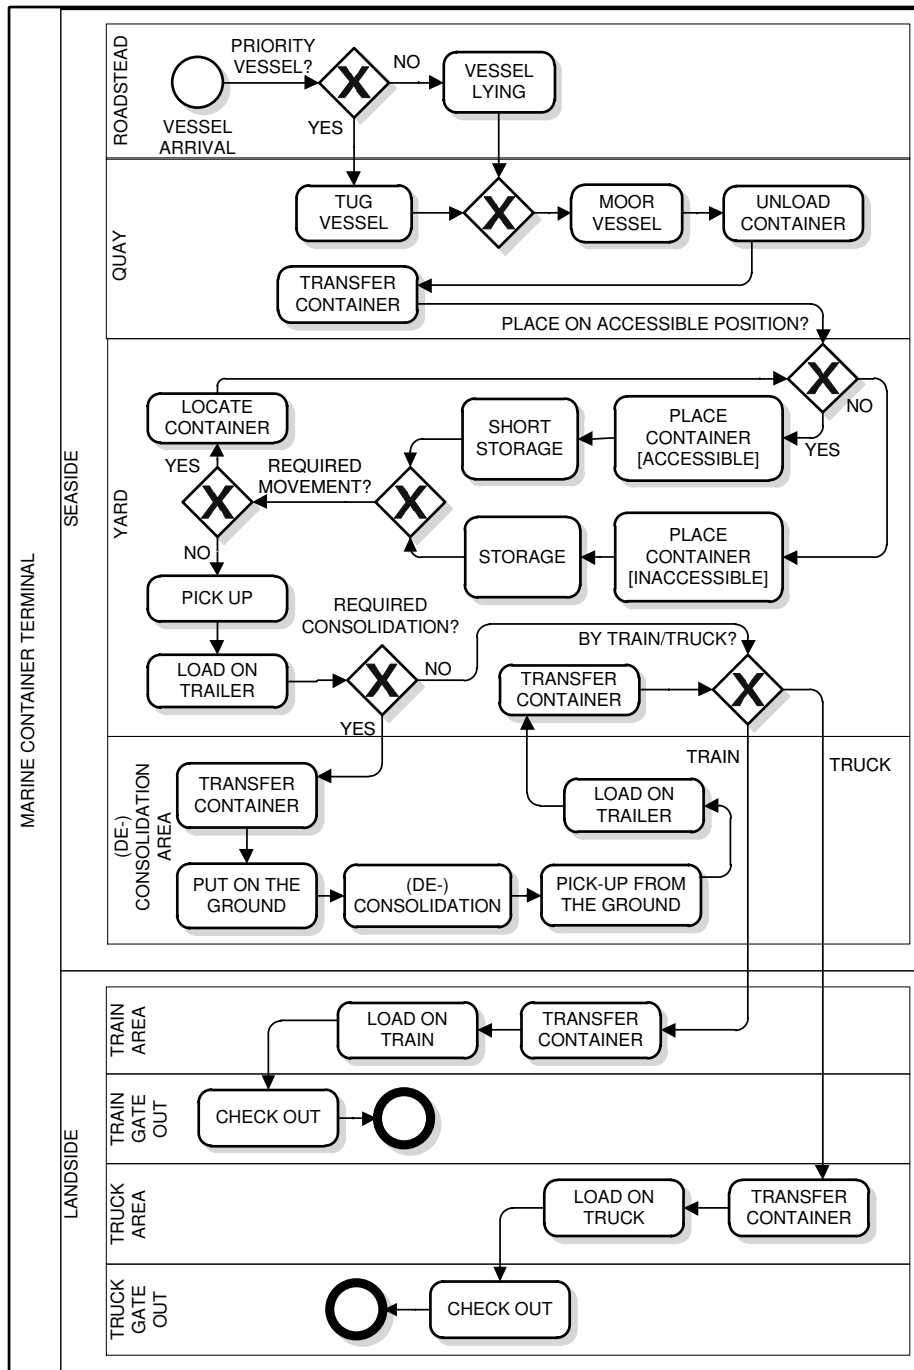 MARINE CONTAINER TERMINAL
SEASIDE
ROADSTEAD
PRIORITY
VESSEL?
NO
VESSEL
LYING
VESSEL
ARRIVAL
YES
QUAY
TUG
VESSEL
MOOR
VESSEL
UNLOAD
CONTAINER
TRANSFER
CONTAINER
PLACE ON ACCESSIBLE POSITION?
YARD
LOCATE
CONTAINER
SHORT
STORAGE
PLACE
CONTAINER
[ACCESSIBLE]
NO
YES
YES
REQUIRED
MOVEMENT?
NO
STORAGE
PLACE
CONTAINER
[INACCESSIBLE]
PICK UP
REQUIRED
CONSOLIDATION?
BY TRAIN/TRUCK?
LOAD ON
TRAILER
NO
YES
TRANSFER
CONTAINER
TRAIN
TRUCK
(DE-)
CONSOLIDATION
AREA
TRANSFER
CONTAINER
LOAD ON
TRAILER
PUT ON THE
GROUND
(DE-)
CONSOLIDATION
PICK-UP FROM
THE GROUND
LANDSIDE
TRAIN
AREA
LOAD ON
TRAIN
TRANSFER
CONTAINER
TRAIN
GATE
OUT
CHECK OUT
TRUCK
AREA
LOAD ON
TRUCK
TRANSFER
CONTAINER
TRUCK
GATE
OUT
CHECK OUT